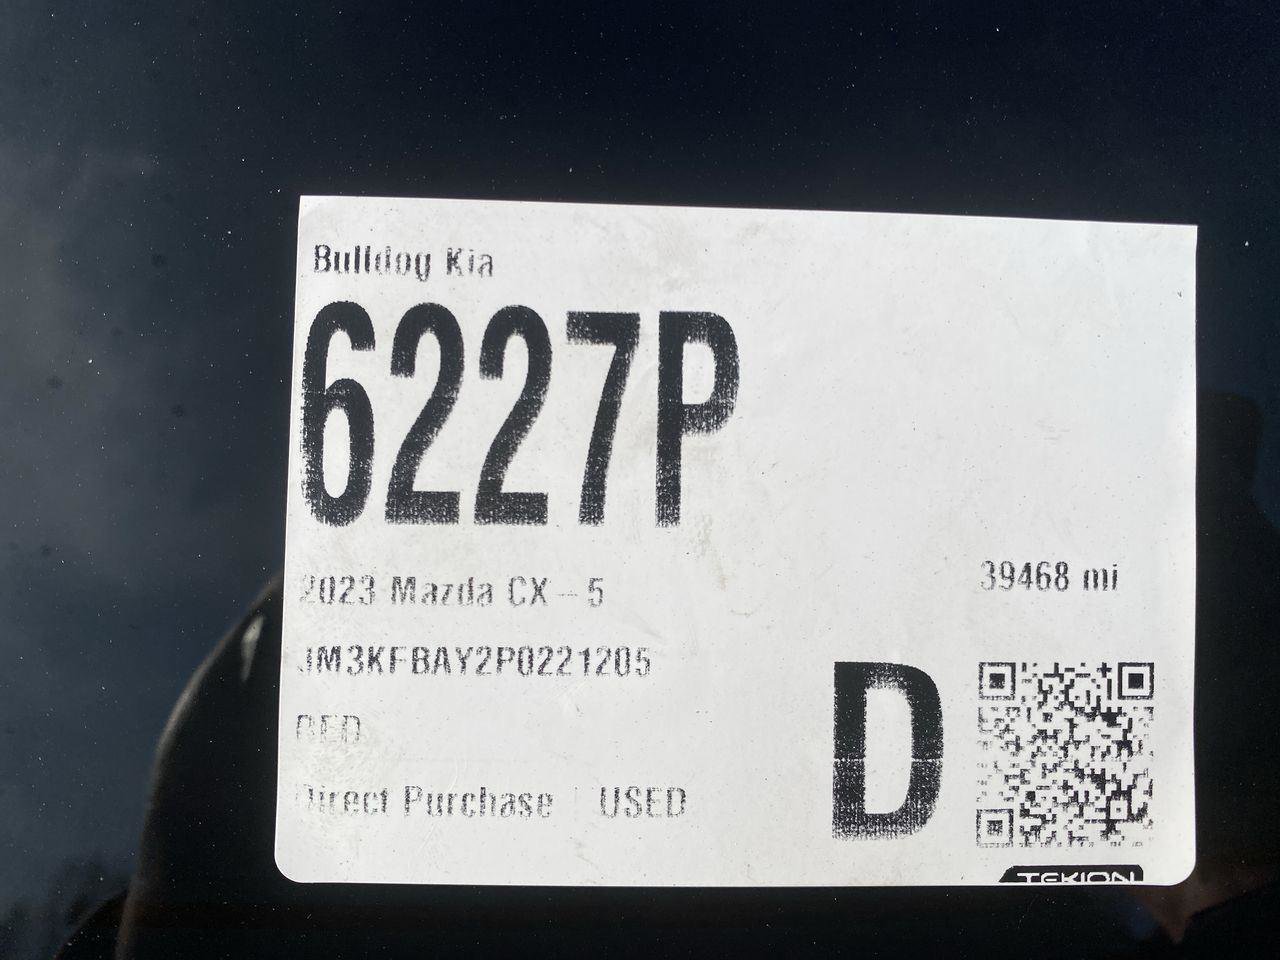 Bulldog Kia
6227P
2023 Mazda CX - 5
39468 mi
JM3KFBAY2P0221205
RED
Direct Purchase | USED
D
TEKION